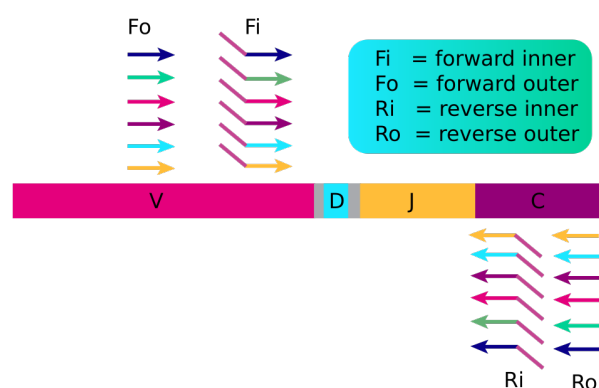 Fo Fi
Fi = forward inner
Fo = forward outer
Ri = reverse inner
Ro = reverse outer
V D J C
Ri Ro